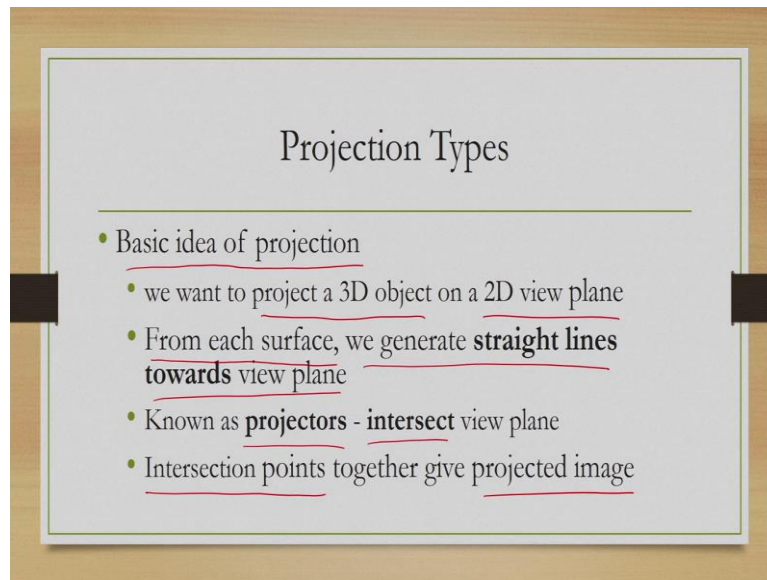 Projection Types
• Basic idea of projection
• we want to project a 3D object on a 2D view plane
• From each surface, we generate straight lines
towards view plane
• Known as projectors - intersect view plane
• Intersection points together give projected image